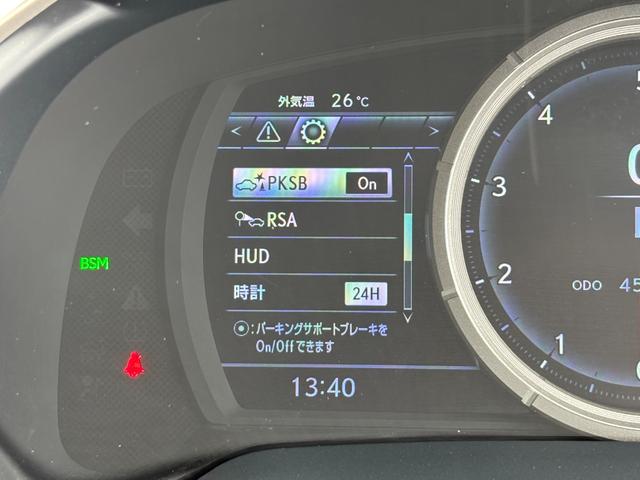 外気温 26℃
< >
PKSB On
RSA
HUD
時計 24H
⦿:パーキングサポートブレーキを
On/Offできます
13:40
BSM
5
4
3
2
1
ODO 45